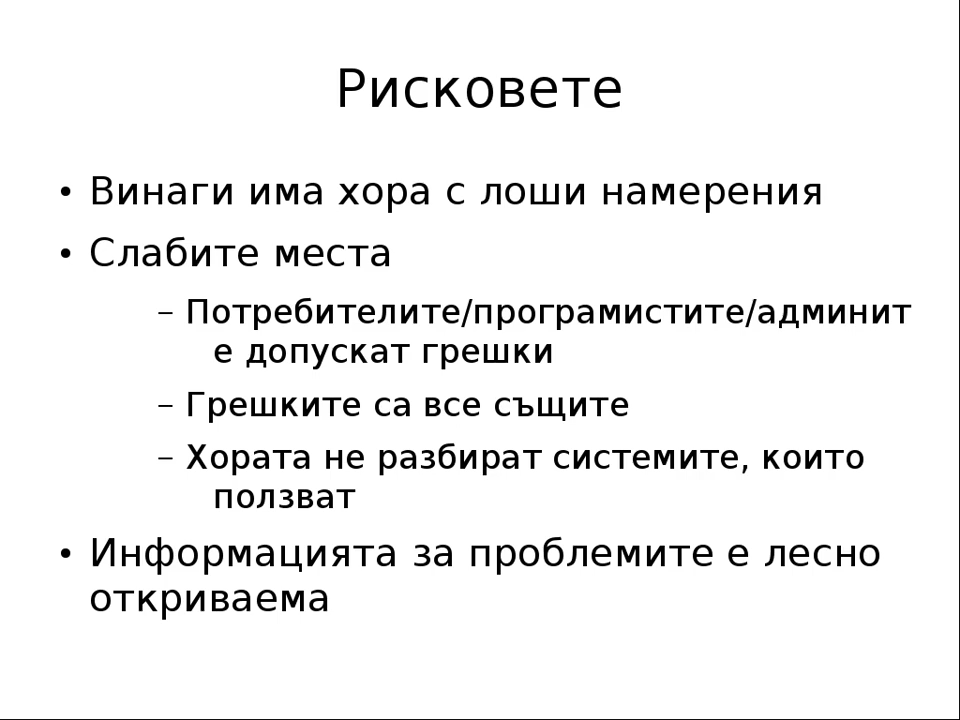 Рисковете
• Винаги има хора с лоши намерения
• Слабите места
– Потребителите/програмистите/админит
е допускат грешки
– Грешките са все същите
– Хората не разбират системите, които
ползват
• Информацията за проблемите е лесно
откриваема